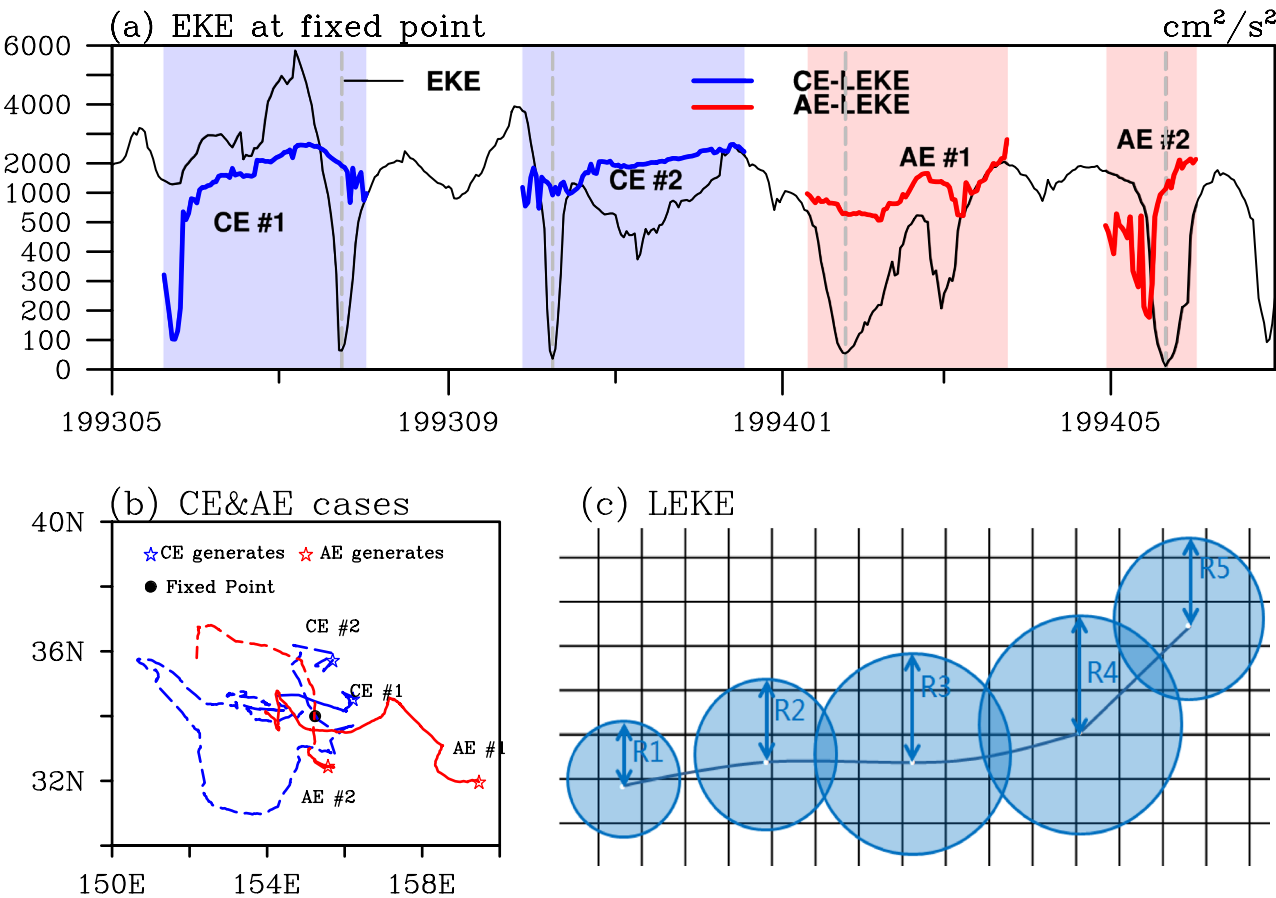 (a) EKE at fixed point
cm²/s²
6000
4000
2000
1000
500
400
300
200
100
0
EKE
CE-LEKE
AE-LEKE
CE #1
CE #2
AE #1
AE #2
199305
199309
199401
199405
(b) CE&AE cases
40N
36N
32N
150E
154E
158E
CE generates
AE generates
Fixed Point
CE #2
CE #1
AE #1
AE #2
(c) LEKE
R1
R2
R3
R4
R5